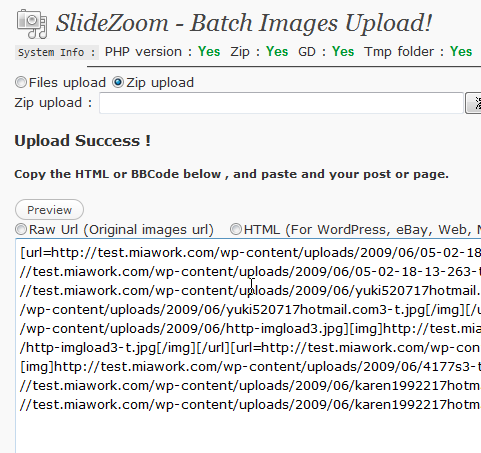 SlideZoom - Batch Images Upload!
System Info : PHP version : Yes Zip : Yes GD : Yes Tmp folder : Yes
Files upload Zip upload
Zip upload :
Upload Success !
Copy the HTML or BBCode below , and paste and your post or page.
Preview
Raw Url (Original images url) HTML (For WordPress, eBay, Web, M
[url=http://test.miawork.com/wp-content/uploads/2009/06/05-02-18
//test.miawork.com/wp-content/uploads/2009/06/05-02-18-13-263-t
//test.miawork.com/wp-content/uploads/2009/06/yuki520717hotmail.
/wp-content/uploads/2009/06/yuki520717hotmail.com3-t.jpg[/img][/u
/wp-content/uploads/2009/06/http-imgload3.jpg][img]http://test.mia
/http-imgload3-t.jpg[/img][/url][url=http://test.miawork.com/wp-con
[img]http://test.miawork.com/wp-content/uploads/2009/06/4177s3-t
//test.miawork.com/wp-content/uploads/2009/06/karen1992217hotm
//test.miawork.com/wp-content/uploads/2009/06/karen1992217hotma